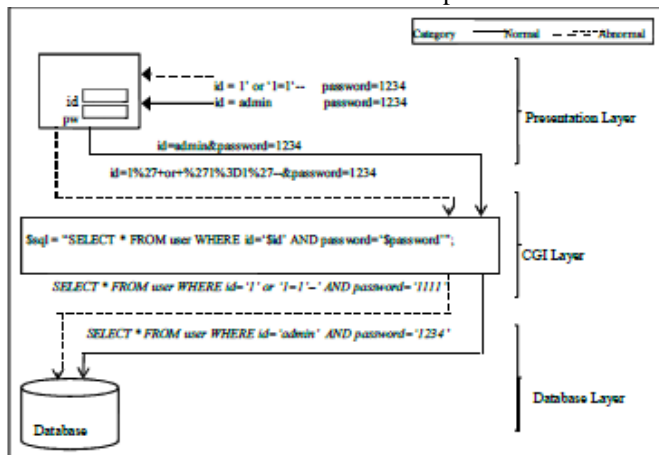 Category Normal Abnormal
id = 1' or '1=1'-- password=1234
id = admin password=1234
id
pw
Presentation Layer
id=admin&password=1234
id=1%27+or+%271%3D1%27--&password=1234
$sql = "SELECT * FROM user WHERE id='$id' AND password='$password'";
CGI Layer
SELECT * FROM user WHERE id='1' or '1=1'--' AND password='1111'
SELECT * FROM user WHERE id='admin' AND password='1234'
Database Layer
Database